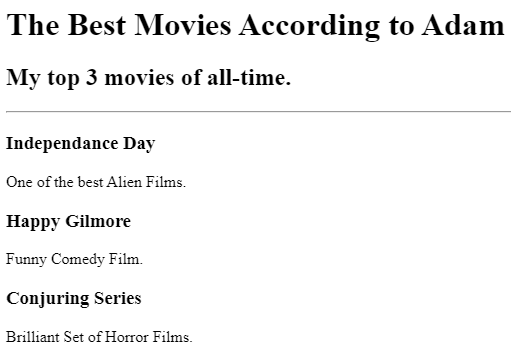 The Best Movies According to Adam
My top 3 movies of all-time.
Independance Day
One of the best Alien Films.
Happy Gilmore
Funny Comedy Film.
Conjuring Series
Brilliant Set of Horror Films.